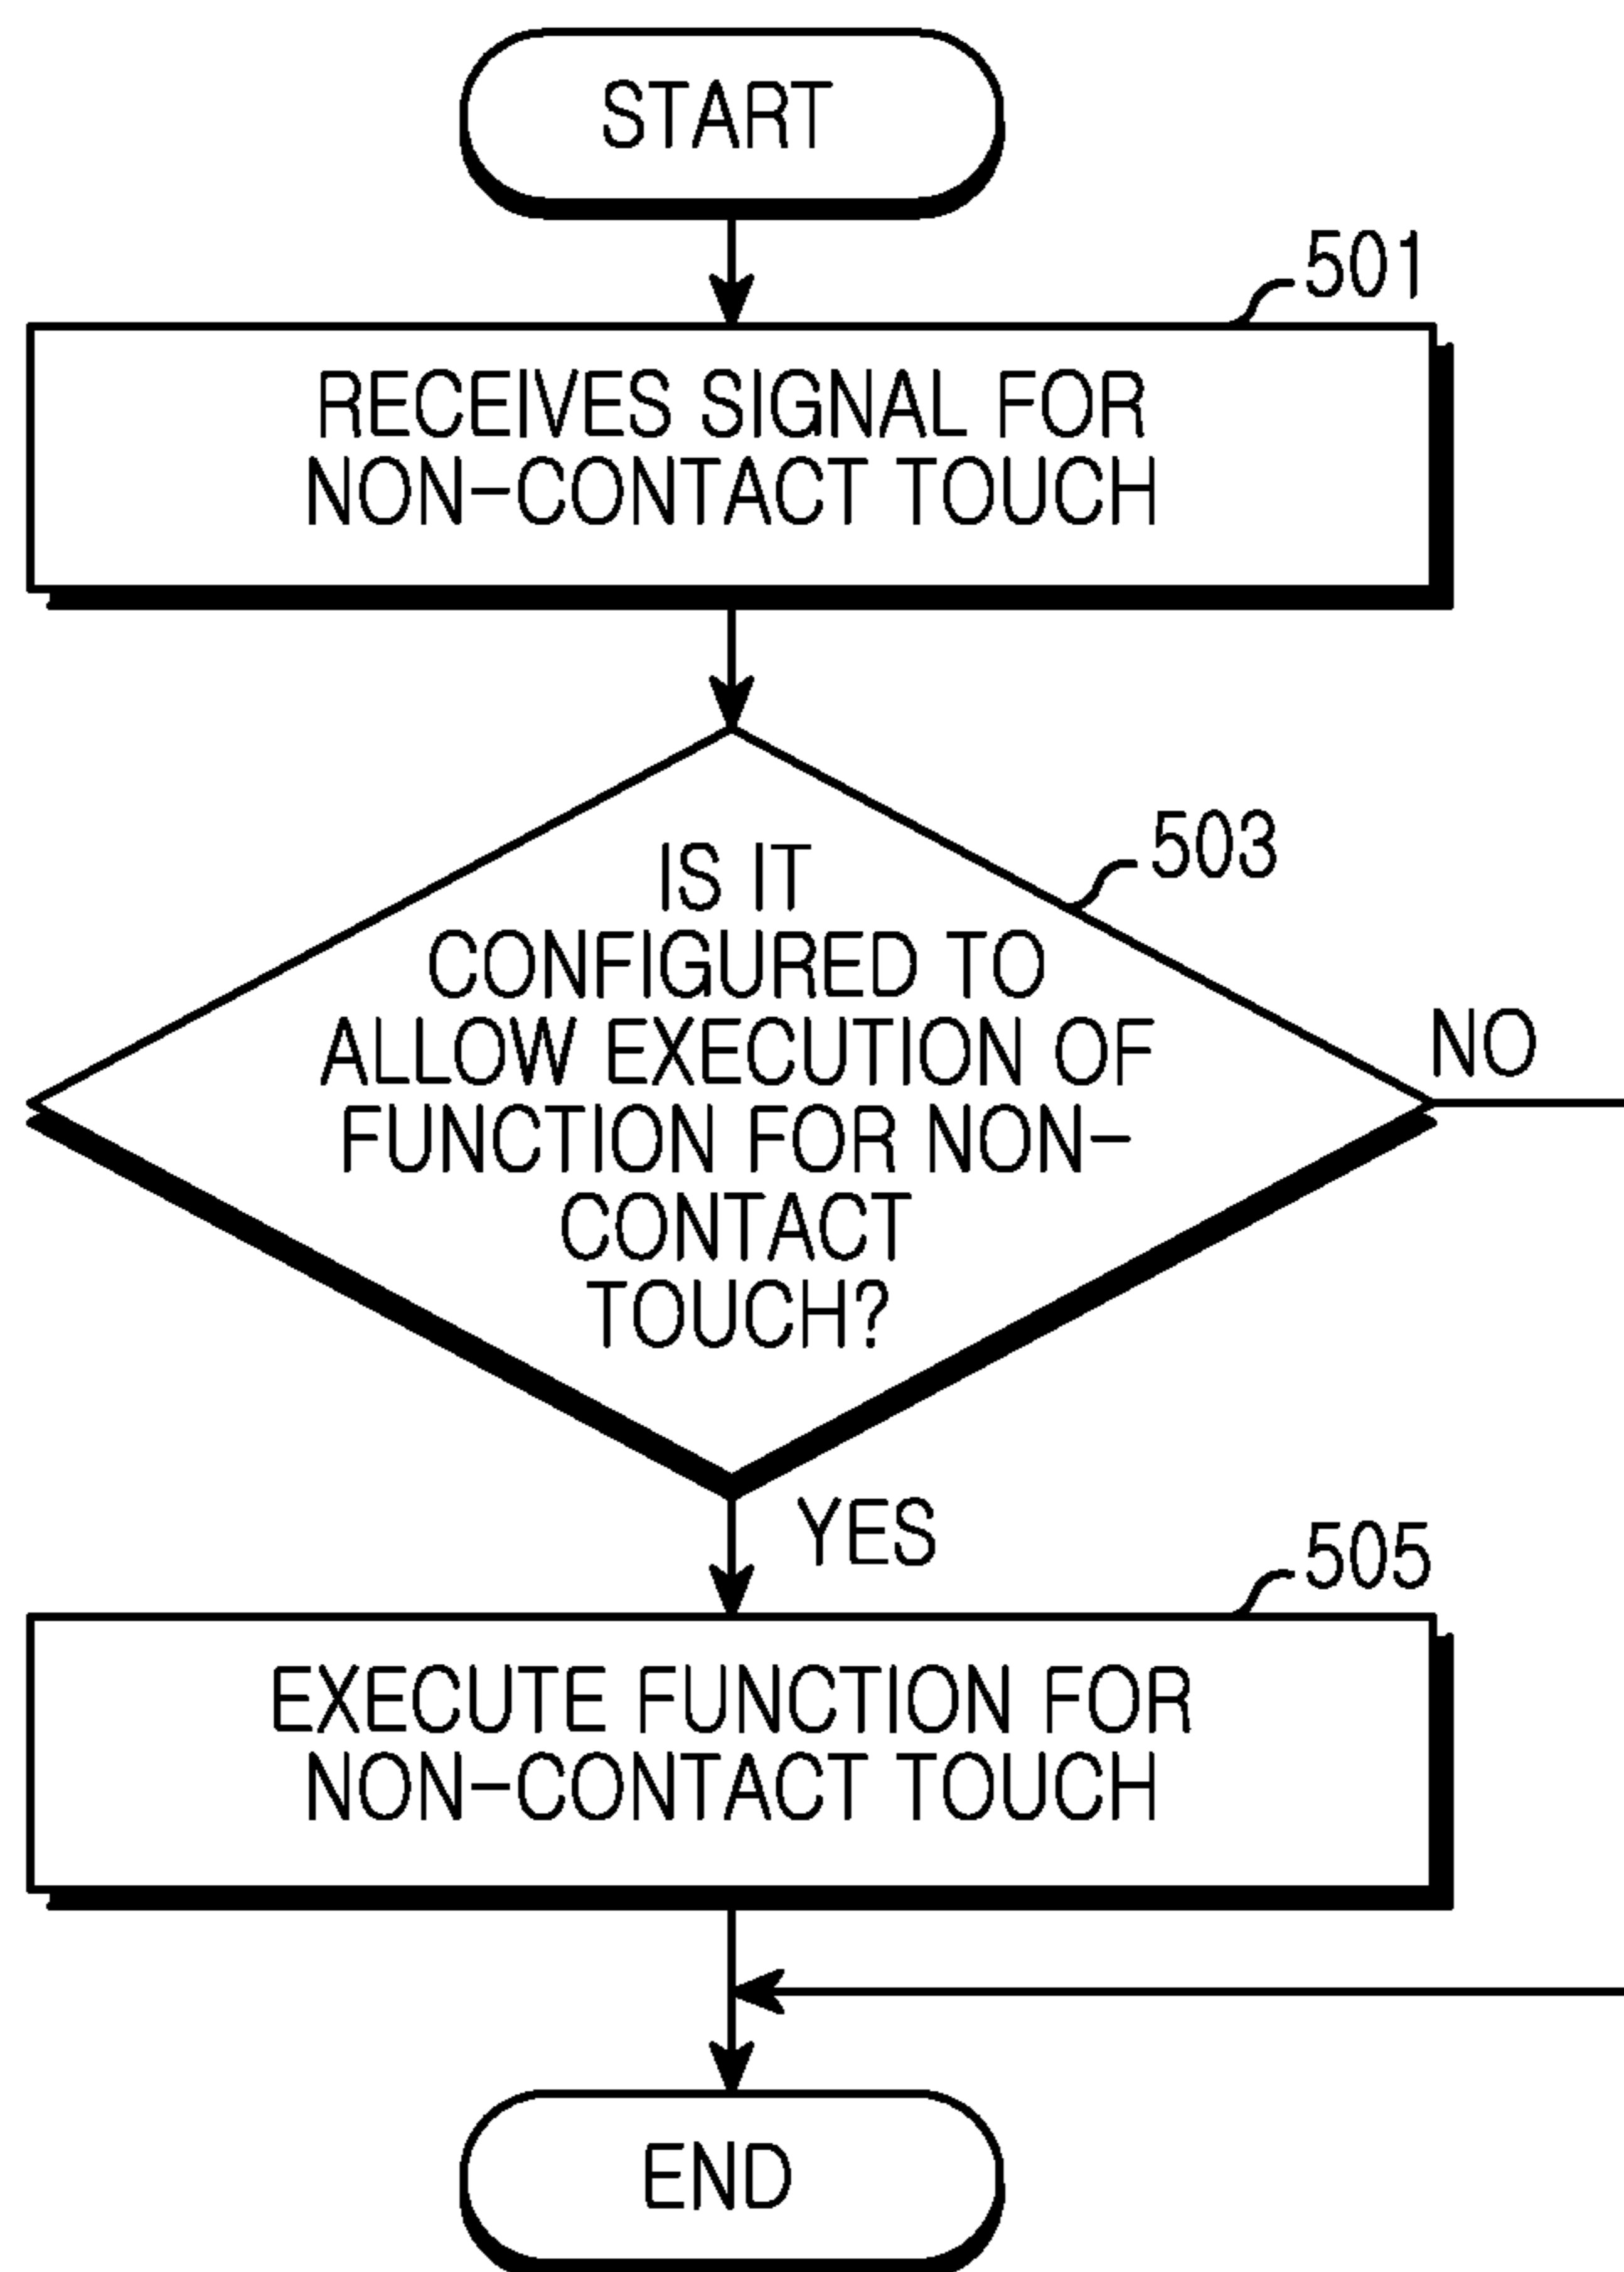 START
501
RECEIVES SIGNAL FOR
NON-CONTACT TOUCH
503
IS IT
CONFIGURED TO
ALLOW EXECUTION OF
FUNCTION FOR NON-
CONTACT
TOUCH?
NO
YES
505
EXECUTE FUNCTION FOR
NON-CONTACT TOUCH
END